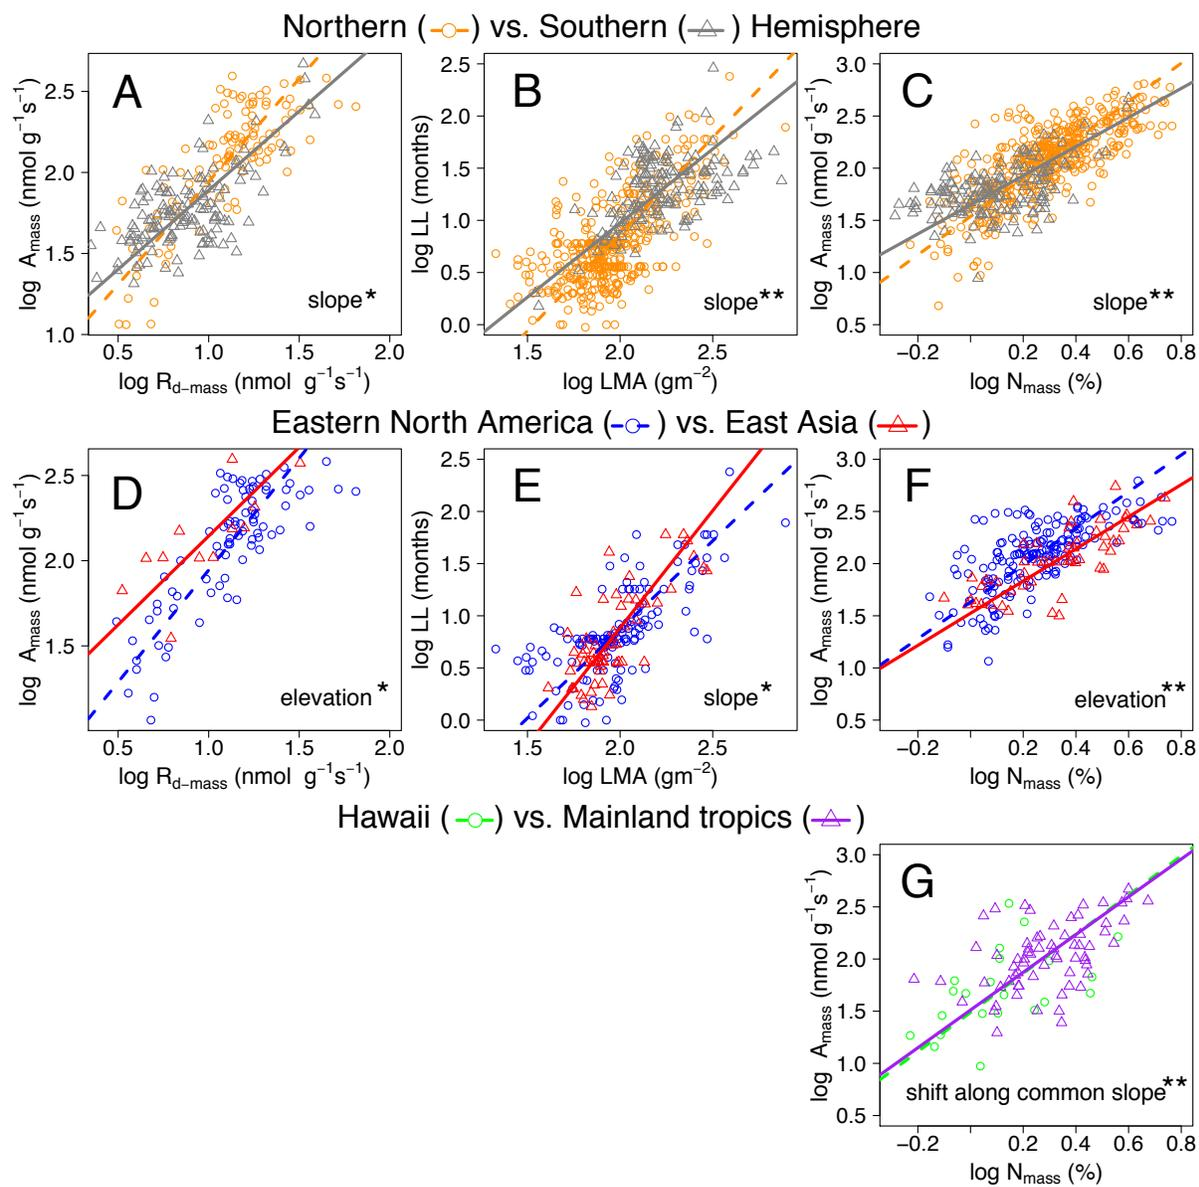 Northern ( ) vs. Southern ( ) Hemisphere
A
log A_mass (nmol g⁻¹s⁻¹)
2.5
2.0
1.5
1.0
slope*
0.5 1.0 1.5 2.0
log R_d−mass (nmol g⁻¹s⁻¹)
B
log LL (months)
2.5
2.0
1.5
1.0
0.5
0.0
slope**
1.5 2.0 2.5
log LMA (gm⁻²)
C
log A_mass (nmol g⁻¹s⁻¹)
3.0
2.5
2.0
1.5
1.0
0.5
slope**
−0.2 0.2 0.4 0.6 0.8
log N_mass (%)
Eastern North America ( ) vs. East Asia ( )
D
log A_mass (nmol g⁻¹s⁻¹)
2.5
2.0
1.5
elevation*
0.5 1.0 1.5 2.0
log R_d−mass (nmol g⁻¹s⁻¹)
E
log LL (months)
2.5
2.0
1.5
1.0
0.5
0.0
slope*
1.5 2.0 2.5
log LMA (gm⁻²)
F
log A_mass (nmol g⁻¹s⁻¹)
3.0
2.5
2.0
1.5
1.0
0.5
elevation**
−0.2 0.2 0.4 0.6 0.8
log N_mass (%)
Hawaii ( ) vs. Mainland tropics ( )
G
log A_mass (nmol g⁻¹s⁻¹)
3.0
2.5
2.0
1.5
1.0
0.5
shift along common slope**
−0.2 0.2 0.4 0.6 0.8
log N_mass (%)